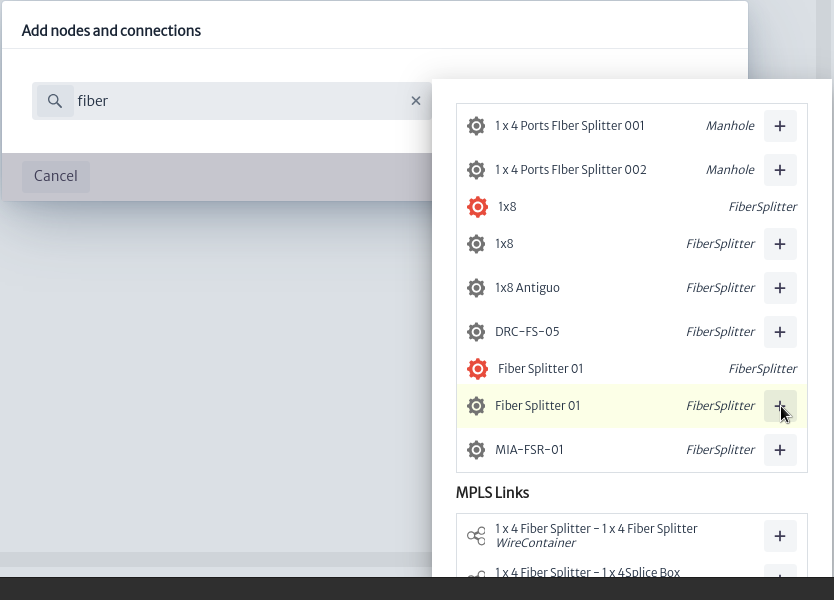 Add nodes and connections
fiber
Cancel
1 x 4 Ports FIber Splitter 001 Manhole
1 x 4 Ports FIber Splitter 002 Manhole
1x8 FiberSplitter
1x8 FiberSplitter
1x8 Antiguo FiberSplitter
DRC-FS-05 FiberSplitter
Fiber Splitter 01 FiberSplitter
Fiber Splitter 01 FiberSplitter
MIA-FSR-01 FiberSplitter
MPLS Links
1 x 4 Fiber Splitter - 1 x 4 Fiber Splitter
WireContainer
1 x 4 Fiber Splitter - 1 x 4Splice Box